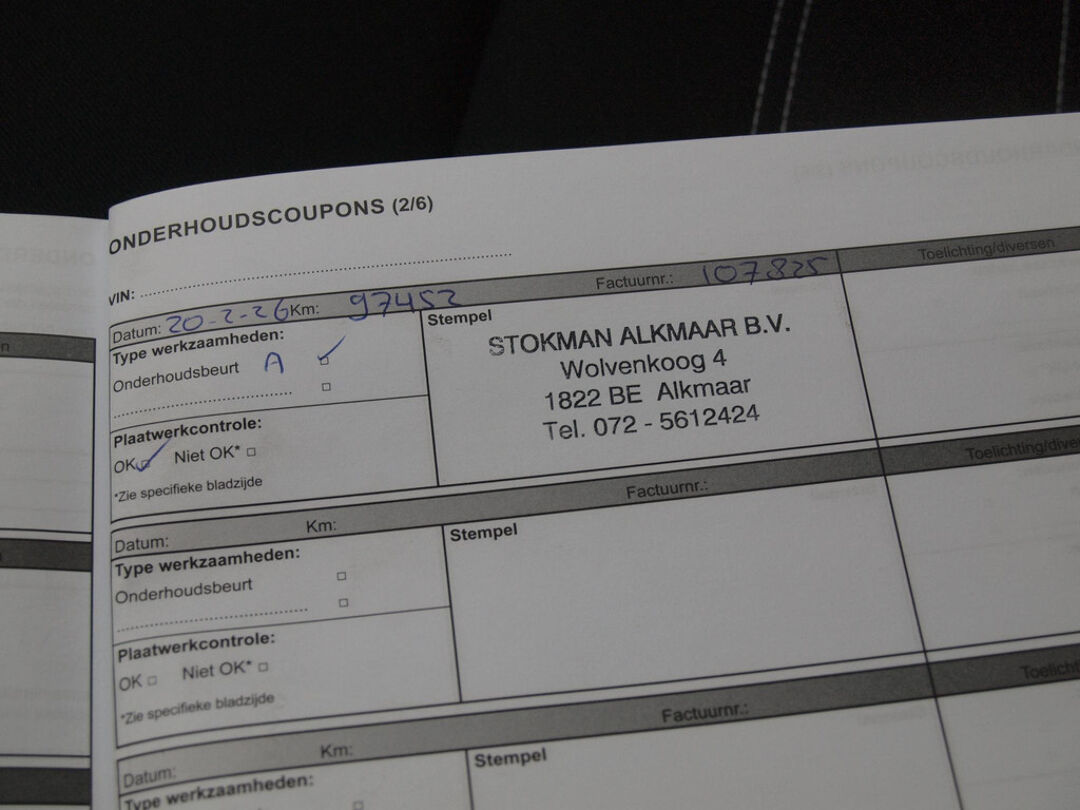 ONDERHOUDSCOUPONS (2/6)
VIN:
Datum: 20-2-26 Km: 97452 Factuurnr.: 107825 Toelichting/diversen
Type werkzaamheden:
Onderhoudsbeurt A
Stempel
STOKMAN ALKMAAR B.V.
Wolvenkoog 4
1822 BE Alkmaar
Tel. 072 - 5612424
Plaatwerkcontrole:
OK Niet OK*
*Zie specifieke bladzijde
Datum: Km: Factuurnr.: Toelichting/diverse
Type werkzaamheden:
Onderhoudsbeurt
Stempel
Plaatwerkcontrole:
OK Niet OK*
*Zie specifieke bladzijde
Datum: Km: Factuurnr.: Toelicht
Type werkzaamheden:
Stempel